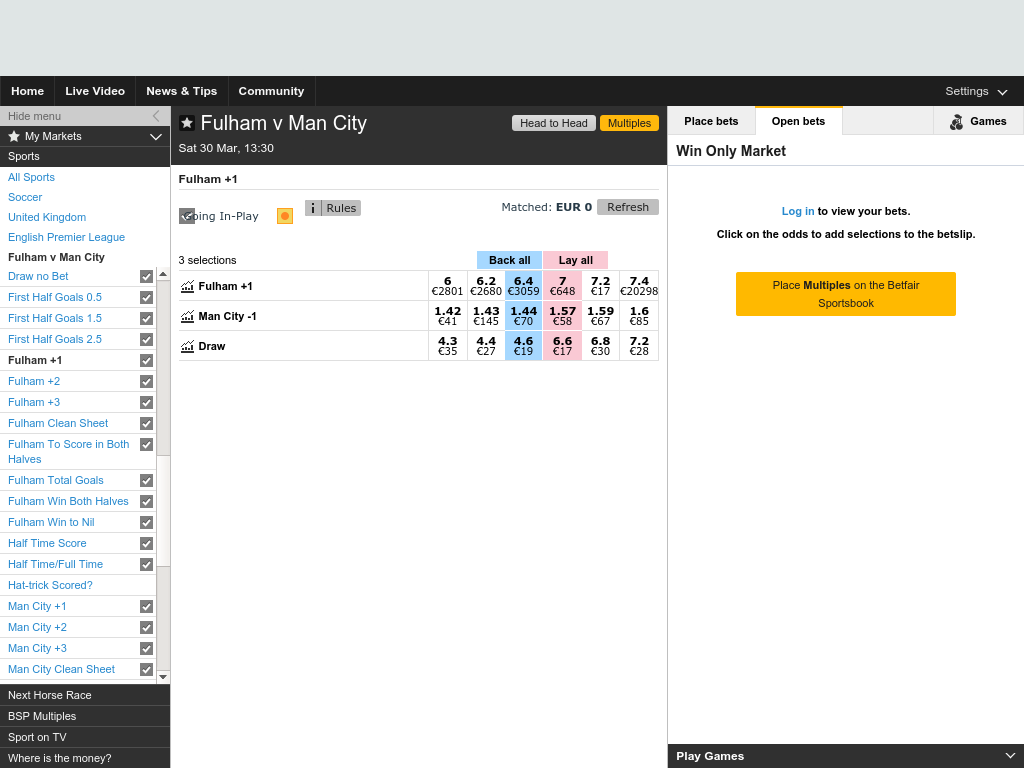 Home
Live Video
News & Tips
Community
Settings
Hide menu
My Markets
Sports
All Sports
Soccer
United Kingdom
English Premier League
Fulham v Man City
Draw no Bet
First Half Goals 0.5
First Half Goals 1.5
First Half Goals 2.5
Fulham +1
Fulham +2
Fulham +3
Fulham Clean Sheet
Fulham To Score in Both
Halves
Fulham Total Goals
Fulham Win Both Halves
Fulham Win to Nil
Half Time Score
Half Time/Full Time
Hat-trick Scored?
Man City +1
Man City +2
Man City +3
Man City Clean Sheet
Next Horse Race
BSP Multiples
Sport on TV
Where is the money?
Fulham v Man City
Head to Head
Multiples
Sat 30 Mar, 13:30
Fulham +1
Going In-Play
i Rules
Matched: EUR 0
Refresh
3 selections
Back all
Lay all
Fulham +1
6 6.2 6.4 7 7.2 7.4
€2801 €2680 €3059 €648 €17 €20298
Man City -1
1.42 1.43 1.44 1.57 1.59 1.6
€41 €145 €70 €58 €67 €85
Draw
4.3 4.4 4.6 6.6 6.8 7.2
€35 €27 €19 €17 €30 €28
Place bets
Open bets
Games
Win Only Market
Log in to view your bets.
Click on the odds to add selections to the betslip.
Place Multiples on the Betfair
Sportsbook
Play Games